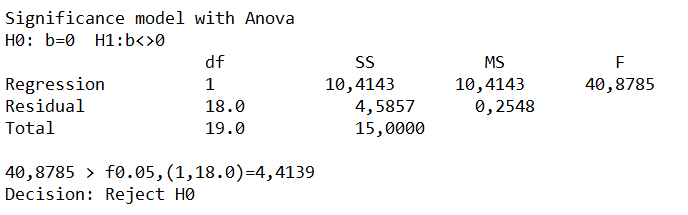 Significance model with Anova
H0: b=0  H1:b<>0
df SS MS F
Regression 1 10,4143 10,4143 40,8785
Residual 18.0 4,5857 0,2548
Total 19.0 15,0000
40,8785 > f0.05,(1,18.0)=4,4139
Decision: Reject H0